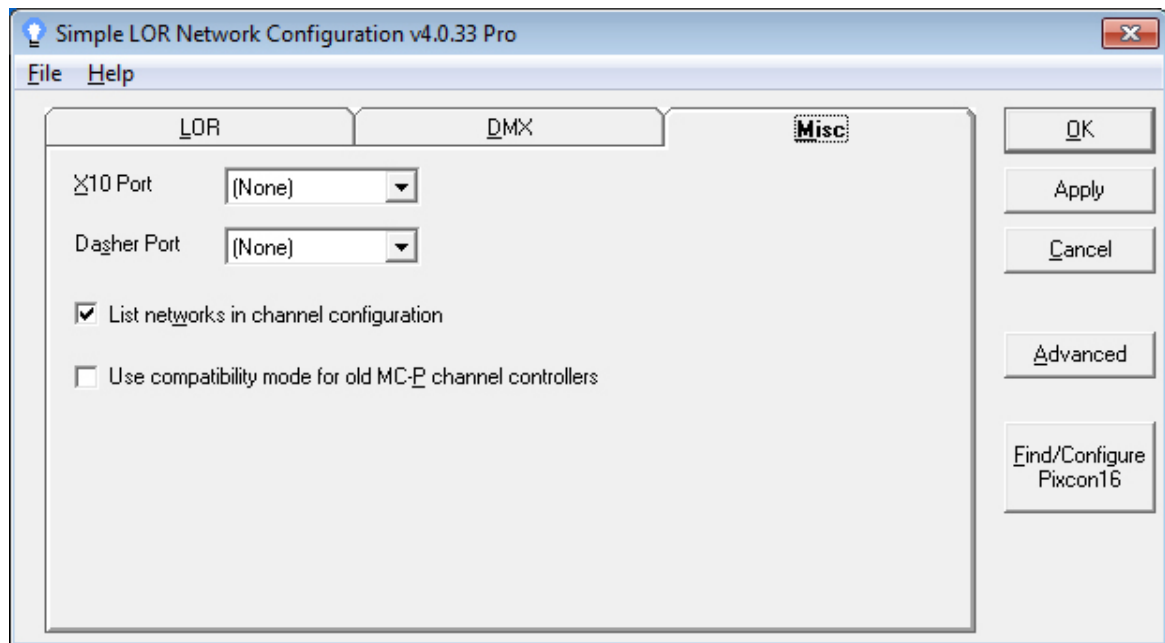 Simple LOR Network Configuration v4.0.33 Pro
File Help
LOR DMX Misc
X10 Port (None)
Dasher Port (None)
List networks in channel configuration
Use compatibility mode for old MC-P channel controllers
OK
Apply
Cancel
Advanced
Find/Configure
Pixcon16